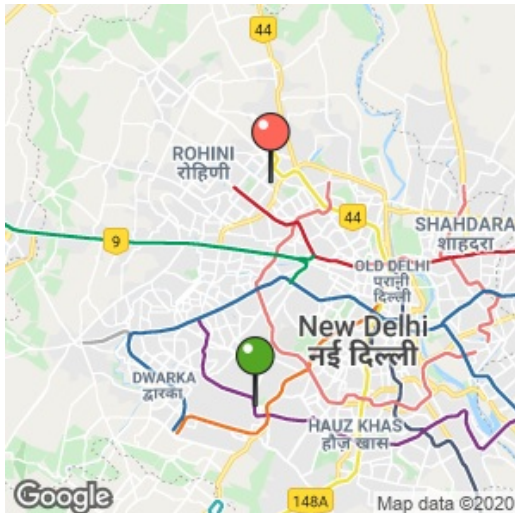 44
ROHINI
रोहिणी
44
SHAHDARA
शाहदरा
9
OLD DELHI
पुरानी
दिल्ली
New Delhi
नई दिल्ली
DWARKA
द्वारका
HAUZ KHAS
हौज़ खास
148A
Google
Map data ©2020